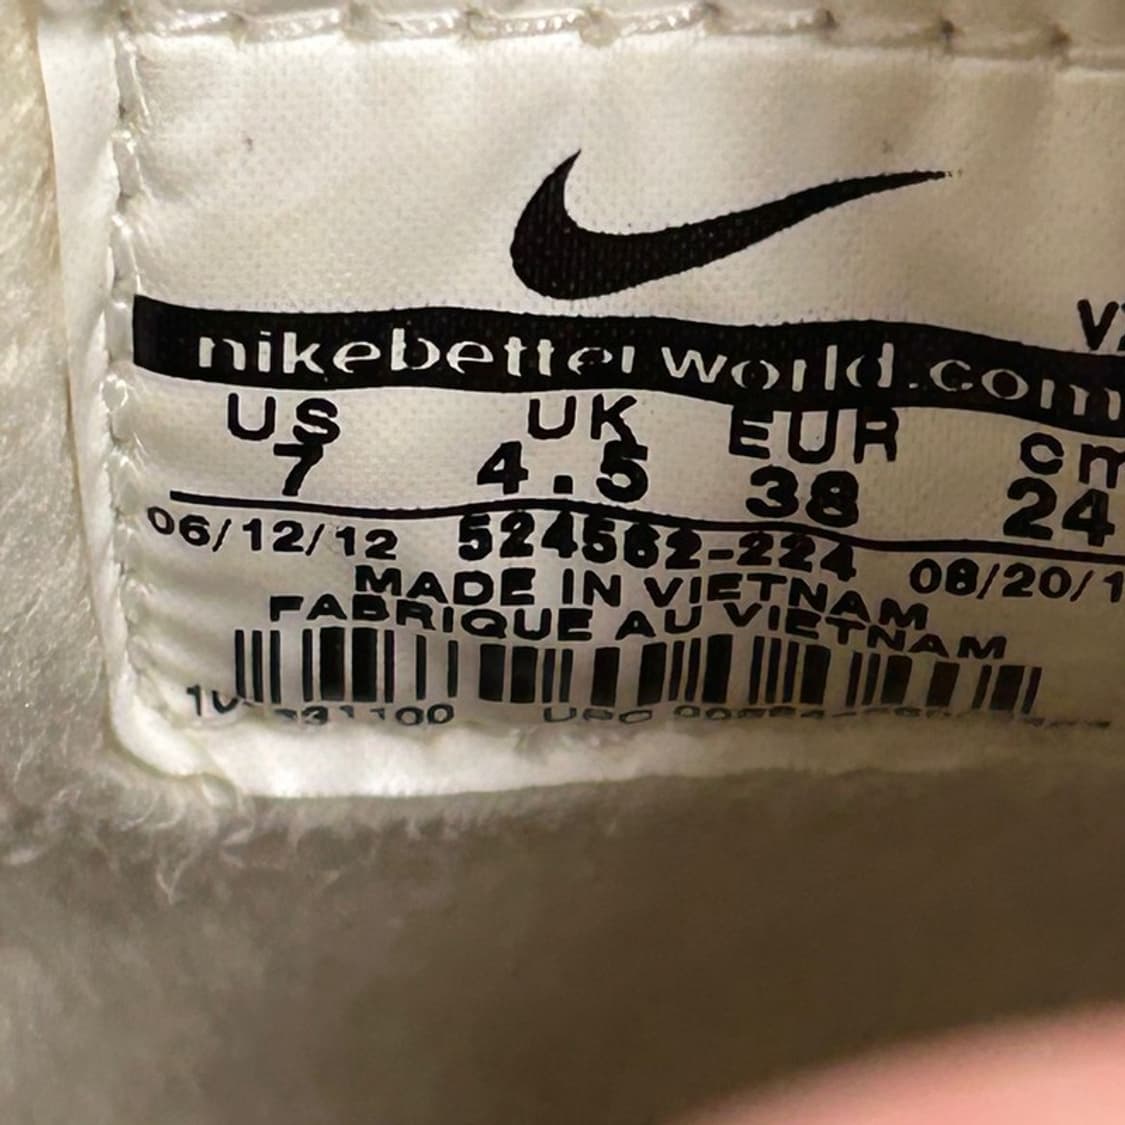 nikebetterworld.com
US UK EUR cm
7 4.5 38 24
06/12/12 524562-224 08/20/1
MADE IN VIETNAM
FABRIQUE AU VIETNAM